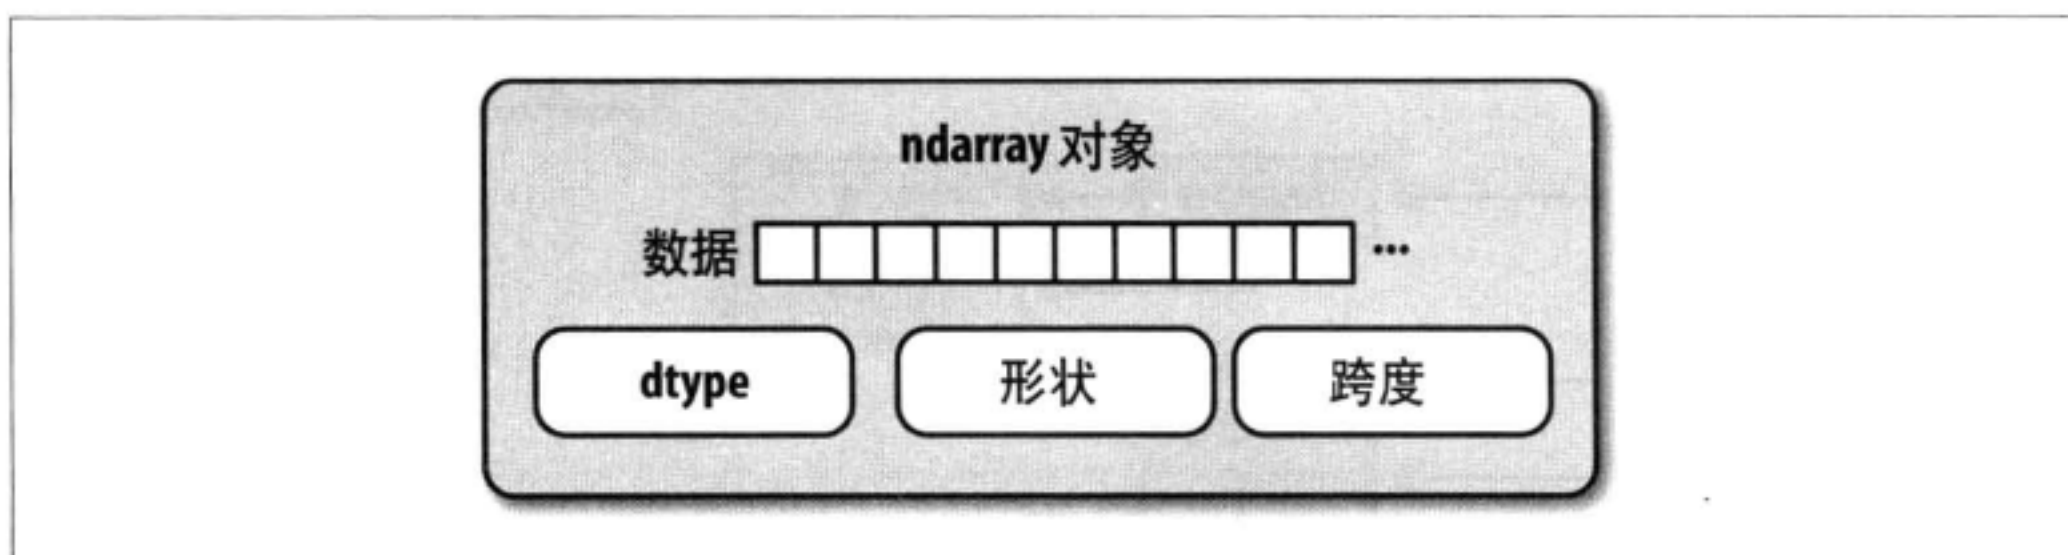 ndarray 对象
数据 ...
dtype 形状 跨度